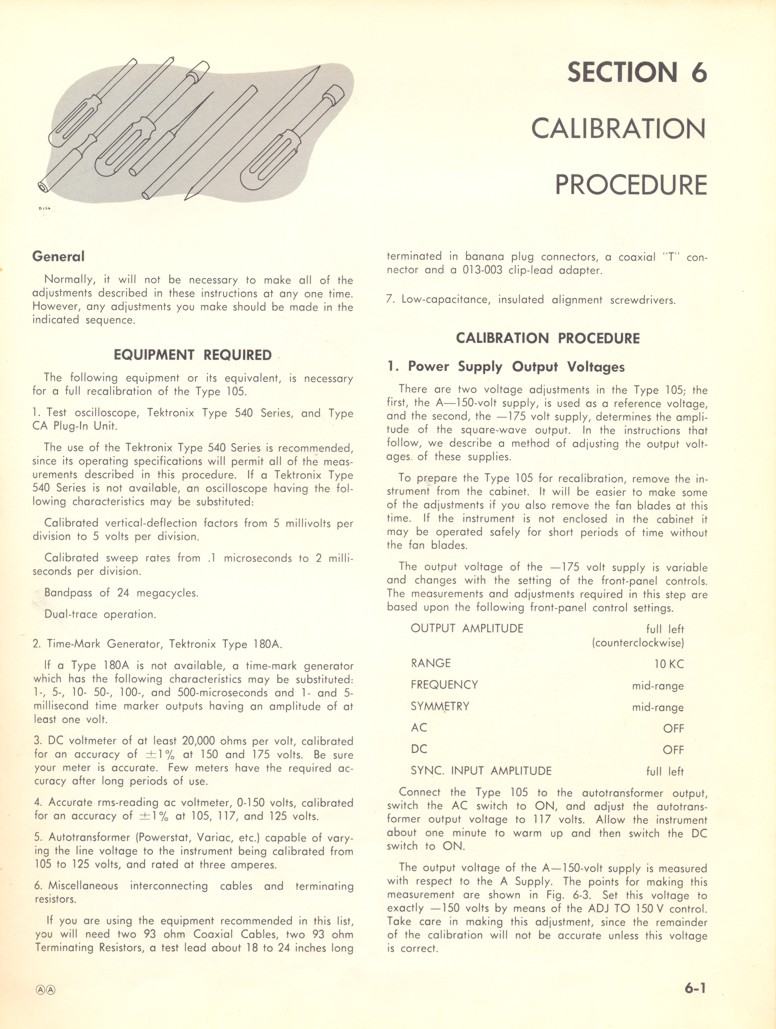 SECTION 6
CALIBRATION
PROCEDURE
General
Normally, it will not be necessary to make all of the
adjustments described in these instructions at any one time.
However, any adjustments you make should be made in the
indicated sequence.
EQUIPMENT REQUIRED
The following equipment or its equivalent, is necessary
for a full recalibration of the Type 105.
1. Test oscilloscope, Tektronix Type 540 Series, and Type
CA Plug-In Unit.
The use of the Tektronix Type 540 Series is recommended,
since its operating specifications will permit all of the meas-
urements described in this procedure. If a Tektronix Type
540 Series is not available, an oscilloscope having the fol-
lowing characteristics may be substituted:
Calibrated vertical-deflection factors from 5 millivolts per
division to 5 volts per division.
Calibrated sweep rates from .1 microseconds to 2 milli-
seconds per division.
Bandpass of 24 megacycles.
Dual-trace operation.
2. Time-Mark Generator, Tektronix Type 180A.
If a Type 180A is not available, a time-mark generator
which has the following characteristics may be substituted:
1-, 5-, 10- 50-, 100-, and 500-microseconds and 1- and 5-
millisecond time marker outputs having an amplitude of at
least one volt.
3. DC voltmeter of at least 20,000 ohms per volt, calibrated
for an accuracy of ±1% at 150 and 175 volts. Be sure
your meter is accurate. Few meters have the required ac-
curacy after long periods of use.
4. Accurate rms-reading ac voltmeter, 0-150 volts, calibrated
for an accuracy of ±1% at 105, 117, and 125 volts.
5. Autotransformer (Powerstat, Variac, etc.) capable of vary-
ing the line voltage to the instrument being calibrated from
105 to 125 volts, and rated at three amperes.
6. Miscellaneous interconnecting cables and terminating
resistors.
If you are using the equipment recommended in this list,
you will need two 93 ohm Coaxial Cables, two 93 ohm
Terminating Resistors, a test lead about 18 to 24 inches long
terminated in banana plug connectors, a coaxial "T" con-
nector and a 013-003 clip-lead adapter.
7. Low-capacitance, insulated alignment screwdrivers.
CALIBRATION PROCEDURE
1. Power Supply Output Voltages
There are two voltage adjustments in the Type 105; the
first, the A—150-volt supply, is used as a reference voltage,
and the second, the —175 volt supply, determines the ampli-
tude of the square-wave output. In the instructions that
follow, we describe a method of adjusting the output volt-
ages of these supplies.
To prepare the Type 105 for recalibration, remove the in-
strument from the cabinet. It will be easier to make some
of the adjustments if you also remove the fan blades at this
time. If the instrument is not enclosed in the cabinet it
may be operated safely for short periods of time without
the fan blades.
The output voltage of the —175 volt supply is variable
and changes with the setting of the front-panel controls.
The measurements and adjustments required in this step are
based upon the following front-panel control settings.
OUTPUT AMPLITUDE full left
(counterclockwise)
RANGE 10 KC
FREQUENCY mid-range
SYMMETRY mid-range
AC OFF
DC OFF
SYNC. INPUT AMPLITUDE full left
Connect the Type 105 to the autotransformer output,
switch the AC switch to ON, and adjust the autotrans-
former output voltage to 117 volts. Allow the instrument
about one minute to warm up and then switch the DC
switch to ON.
The output voltage of the A—150-volt supply is measured
with respect to the A Supply. The points for making this
measurement are shown in Fig. 6-3. Set this voltage to
exactly —150 volts by means of the ADJ TO 150 V control.
Take care in making this adjustment, since the remainder
of the calibration will not be accurate unless this voltage
is correct.
ⒶⒶ
6-1